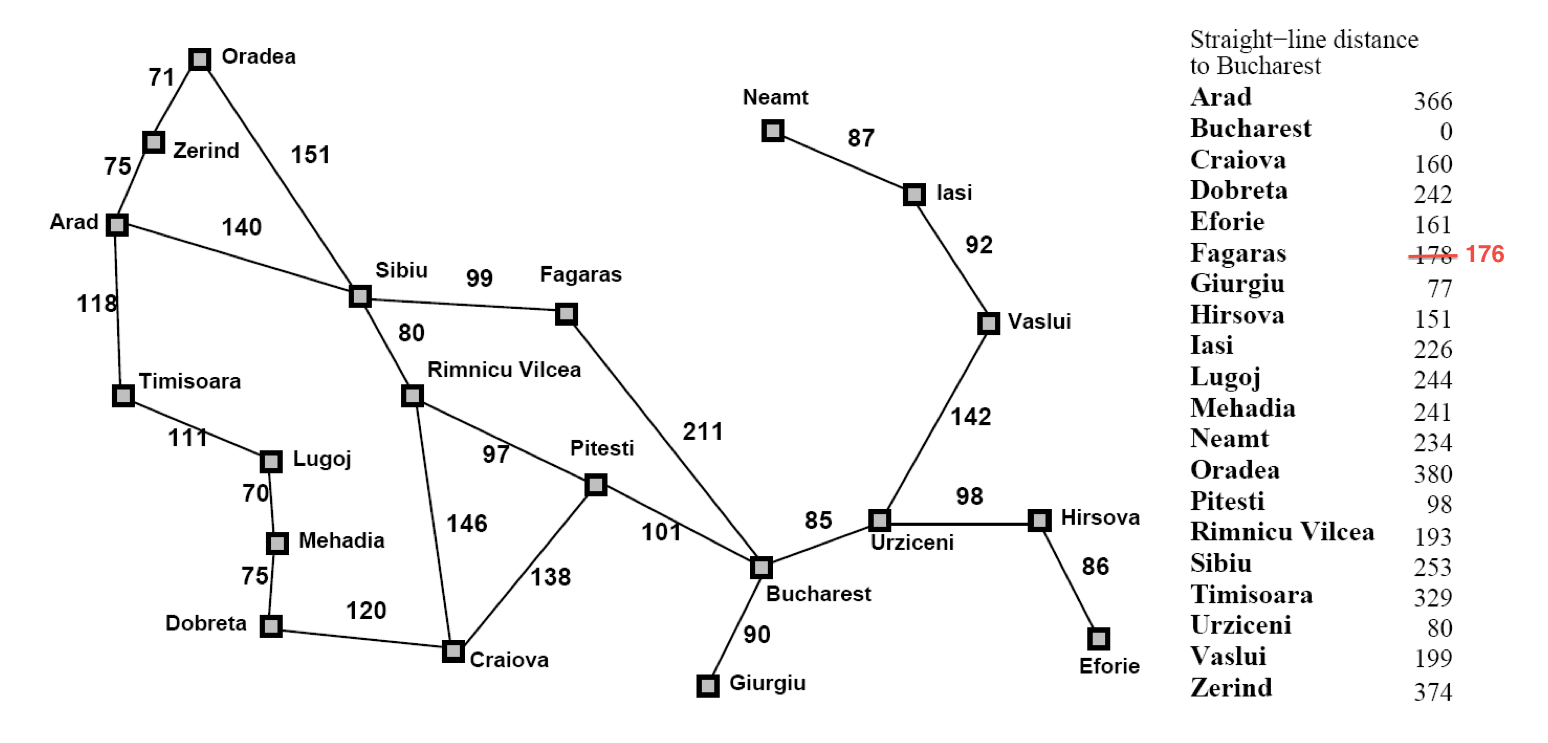 Oradea
71
Neamt
87
Zerind
151
75
Iasi
Arad
140
92
Sibiu
99
Fagaras
118
80
Vaslui
Rimnicu Vilcea
Timisoara
211
142
111
97
Pitesti
Lugoj
70
98
146
101
85
Hirsova
Mehadia
Urziceni
86
75
138
Bucharest
120
Dobreta
90
Craiova
Eforie
Giurgiu
Straight−line distance
to Bucharest
Arad 366
Bucharest 0
Craiova 160
Dobreta 242
Eforie 161
Fagaras 178 176
Giurgiu 77
Hirsova 151
Iasi 226
Lugoj 244
Mehadia 241
Neamt 234
Oradea 380
Pitesti 98
Rimnicu Vilcea 193
Sibiu 253
Timisoara 329
Urziceni 80
Vaslui 199
Zerind 374